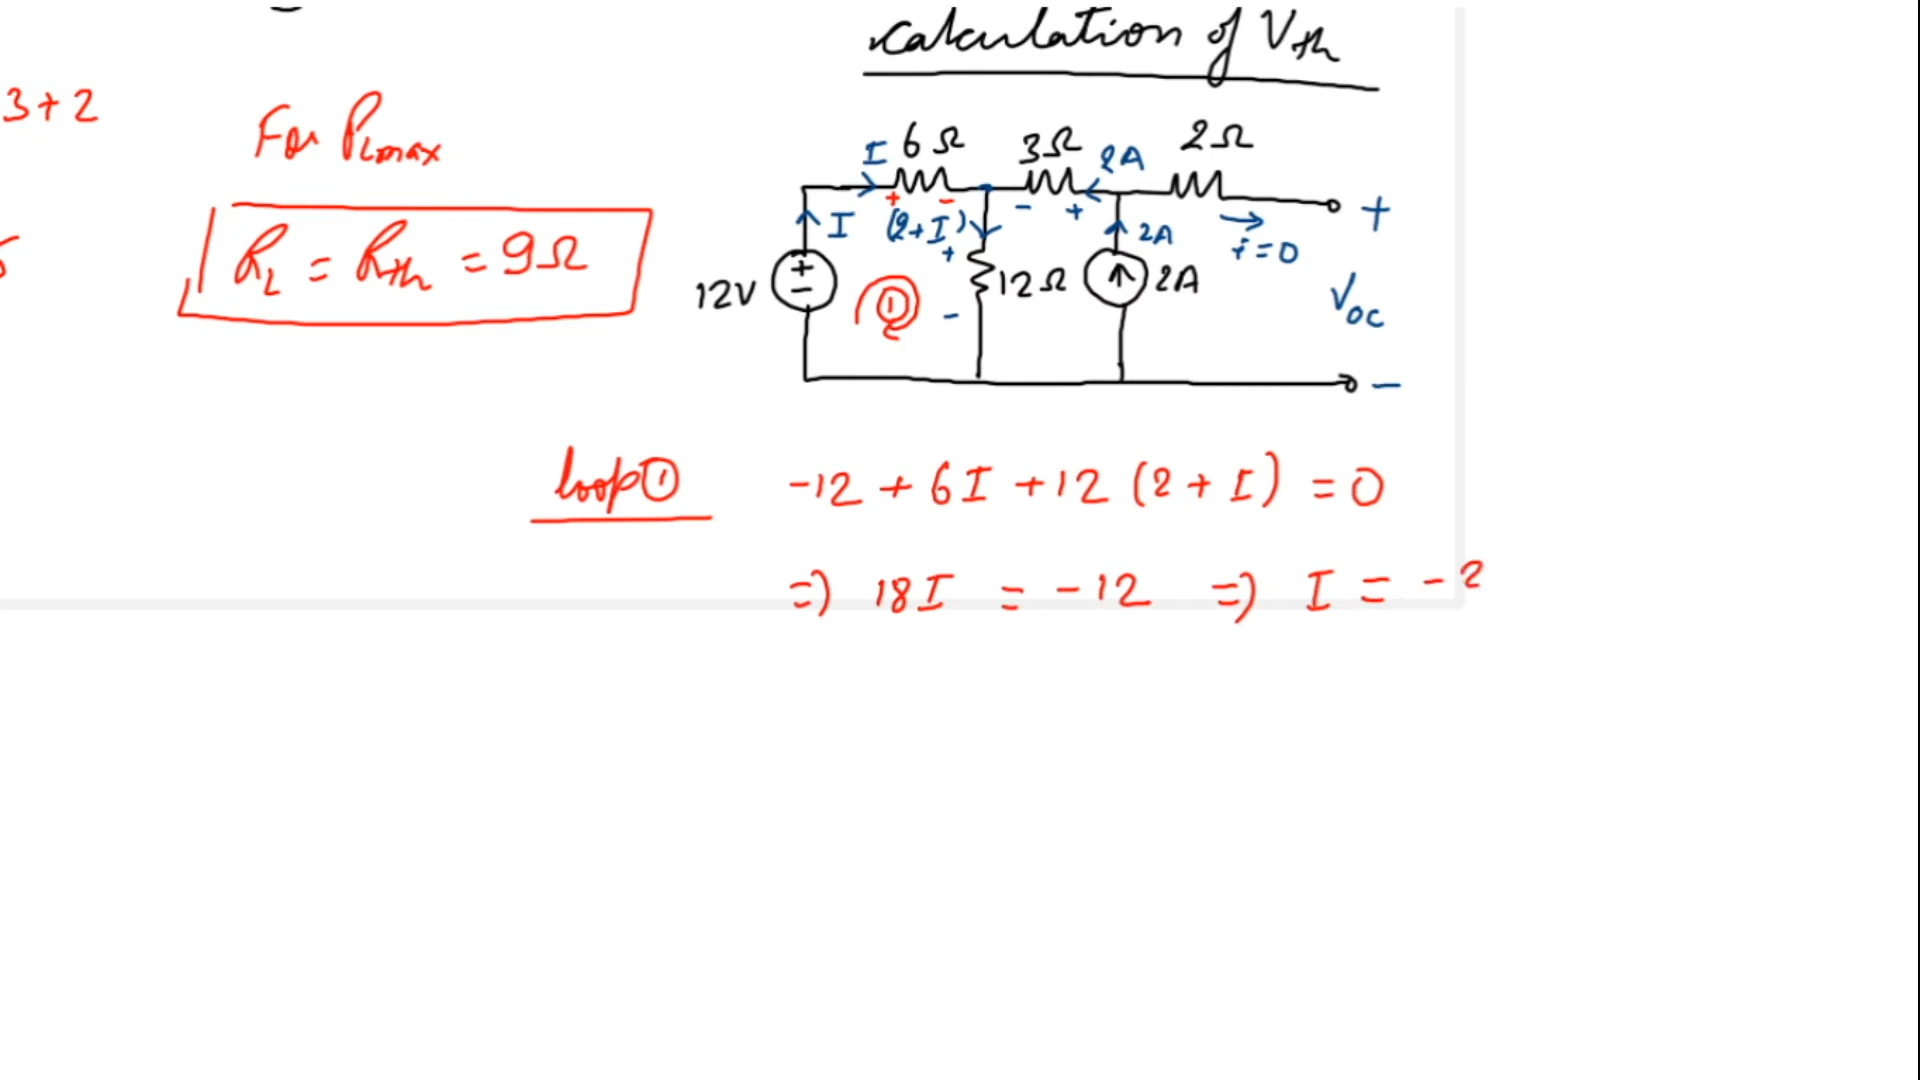 calculation of Vth
3+2
For PLmax
RL = Rth = 9Ω
I 6Ω 3Ω 2A 2Ω
+ - - + +
I (2+I) 2A i=0
+
12V + - 1 12Ω 2A Voc
- -
loop ① -12 + 6I + 12 (2 + I) = 0
=) 18I = -12 =) I = -2